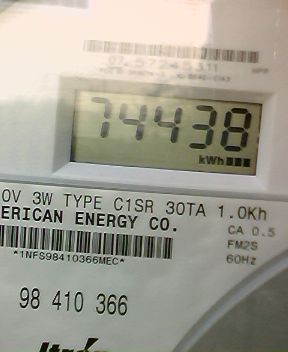 74438
kWh
0V 3W TYPE C1SR 30TA 1.0Kh
ERICAN ENERGY CO.
CA 0.5
FM2S
*1NFS98410366MEC*
60Hz
98 410 366
Itron